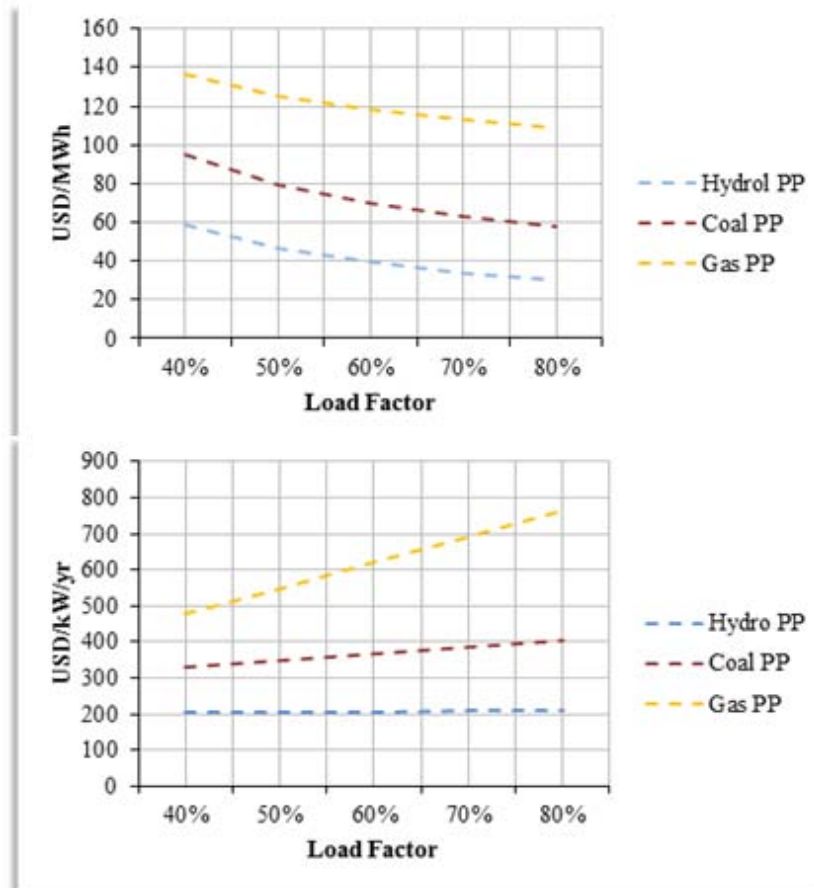 160
140
120
100
80
60
40
20
0
USD/MWh
40% 50% 60% 70% 80%
Load Factor
Hydrol PP
Coal PP
Gas PP
900
800
700
600
500
400
300
200
100
0
USD/kW/yr
40% 50% 60% 70% 80%
Load Factor
Hydro PP
Coal PP
Gas PP